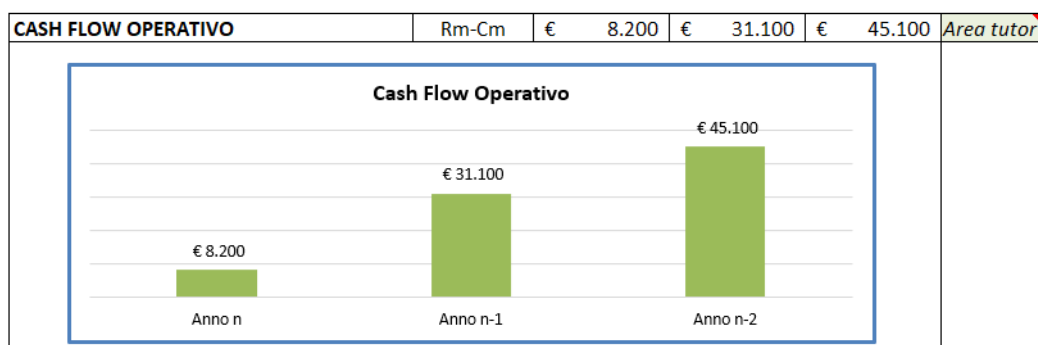 CASH FLOW OPERATIVO Rm-Cm € 8.200 € 31.100 € 45.100 Area tutor
Cash Flow Operativo
€ 45.100
€ 31.100
€ 8.200
Anno n Anno n-1 Anno n-2